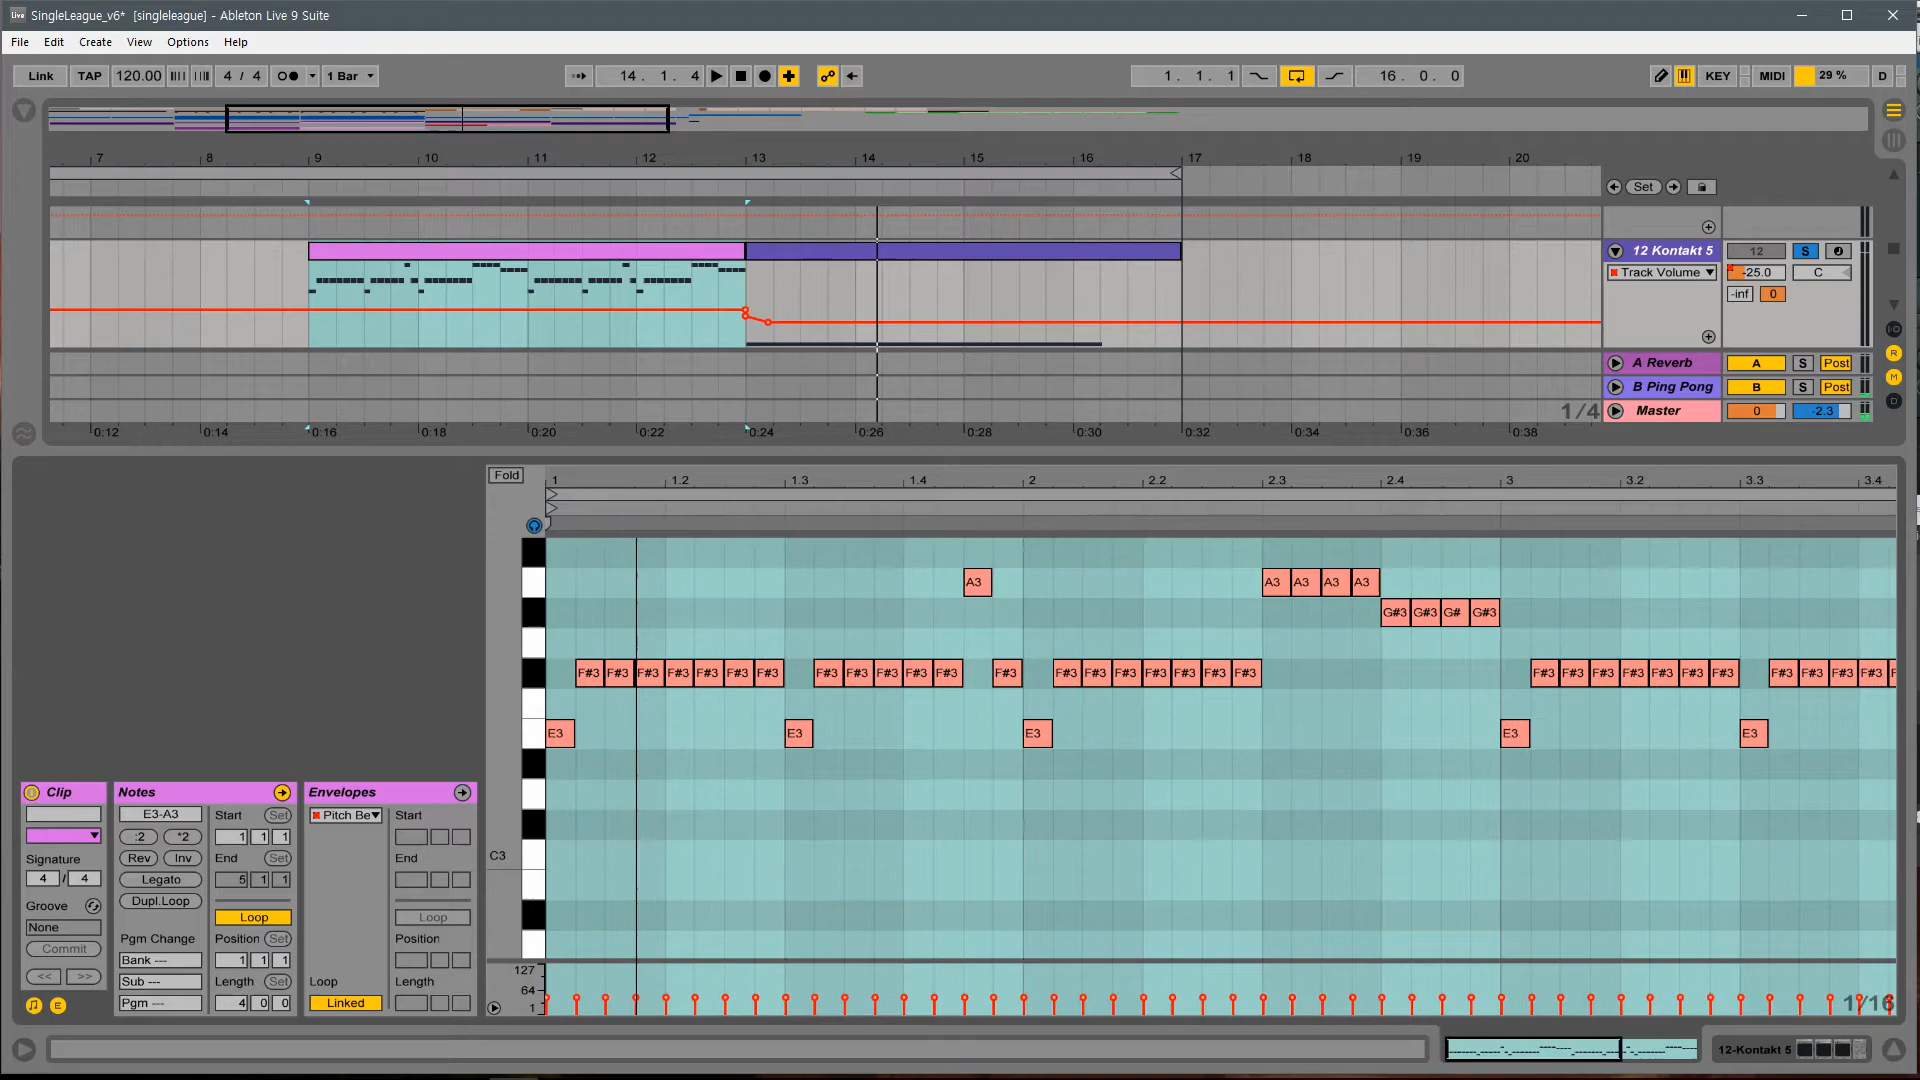 Live SingleLeague_v6* [singleleague] - Ableton Live 9 Suite
File Edit Create View Options Help
Link TAP 120.00 4 / 4 1 Bar 14. 1. 4 1. 1. 1 16. 0. 0 KEY MIDI 29 % D
7 8 9 10 11 12 13 14 15 16 17 18 19 20
Set
12 Kontakt 5 12 S
Track Volume -25.0 C
-inf 0
A Reverb A S Post
B Ping Pong B S Post
1/4 Master 0 -2.3
I·O
R
M
D
0:12 0:14 0:16 0:18 0:20 0:22 0:24 0:26 0:28 0:30 0:32 0:34 0:36 0:38
Fold 1 1.2 1.3 1.4 2 2.2 2.3 2.4 3 3.2 3.3 3.4
A3 A3 A3 A3 A3
G#3 G#3 G# G#3
F#3 F#3 F#3 F#3 F#3 F#3 F#3 F#3 F#3 F#3 F#3 F#3 F#3 F#3 F#3 F#3 F#3 F#3 F#3 F#3 F#3 F#3 F#3 F#3 F#3 F#3 F#3 F#3 F#3 F#3 F#3 F
E3 E3 E3 E3 E3
C3
127
64
1
1/16
Clip
Signature
4 / 4
Groove
None
Commit
<< >>
E
Notes
E3-A3
:2 *2
Rev Inv
Legato
Dupl.Loop
Pgm Change
Bank ---
Sub ---
Pgm ---
Start Set
1 1 1
End Set
5 1 1
Loop
Position Set
1 1 1
Length Set
4 0 0
Envelopes
Pitch Be
Loop
Linked
Start
End
Loop
Position
Length
12-Kontakt 5